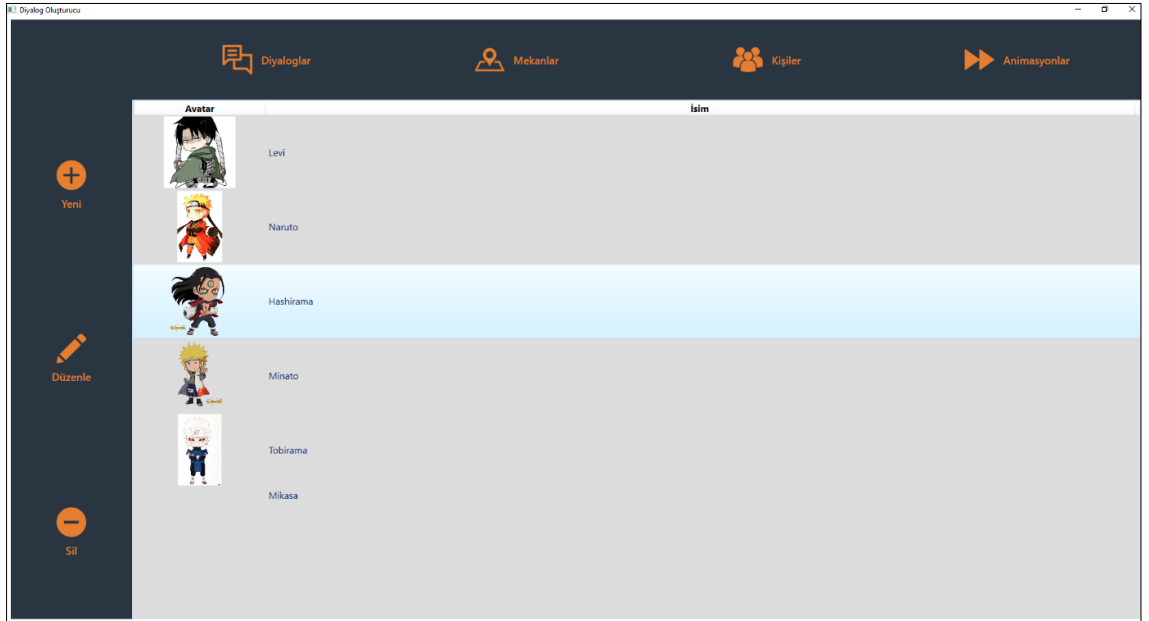 Diyalog Oluşturucu
Diyaloglar
Mekanlar
Kişiler
Animasyonlar
Avatar
İsim
Yeni
Düzenle
Sil
Levi
Naruto
Hashirama
Minato
Tobirama
Mikasa